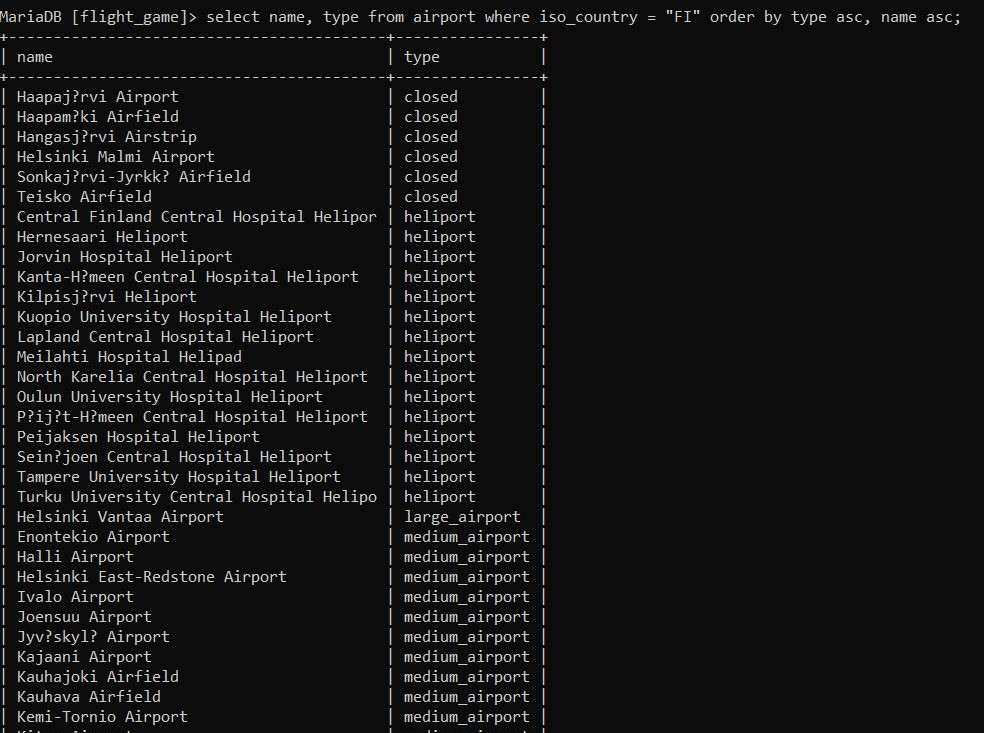 MariaDB [flight_game]> select name, type from airport where iso_country = "FI" order by type asc, name asc;
+------------------------------------------+----------------+
| name | type |
+------------------------------------------+----------------+
| Haapaj?rvi Airport | closed |
| Haapam?ki Airfield | closed |
| Hangasj?rvi Airstrip | closed |
| Helsinki Malmi Airport | closed |
| Sonkaj?rvi-Jyrkk? Airfield | closed |
| Teisko Airfield | closed |
| Central Finland Central Hospital Helipor | heliport |
| Hernesaari Heliport | heliport |
| Jorvin Hospital Heliport | heliport |
| Kanta-H?meen Central Hospital Heliport | heliport |
| Kilpisj?rvi Heliport | heliport |
| Kuopio University Hospital Heliport | heliport |
| Lapland Central Hospital Heliport | heliport |
| Meilahti Hospital Helipad | heliport |
| North Karelia Central Hospital Heliport | heliport |
| Oulun University Hospital Heliport | heliport |
| P?ij?t-H?meen Central Hospital Heliport | heliport |
| Peijaksen Hospital Heliport | heliport |
| Sein?joen Central Hospital Heliport | heliport |
| Tampere University Hospital Heliport | heliport |
| Turku University Central Hospital Helipo | heliport |
| Helsinki Vantaa Airport | large_airport |
| Enontekio Airport | medium_airport |
| Halli Airport | medium_airport |
| Helsinki East-Redstone Airport | medium_airport |
| Ivalo Airport | medium_airport |
| Joensuu Airport | medium_airport |
| Jyv?skyl? Airport | medium_airport |
| Kajaani Airport | medium_airport |
| Kauhajoki Airfield | medium_airport |
| Kauhava Airfield | medium_airport |
| Kemi-Tornio Airport | medium_airport |